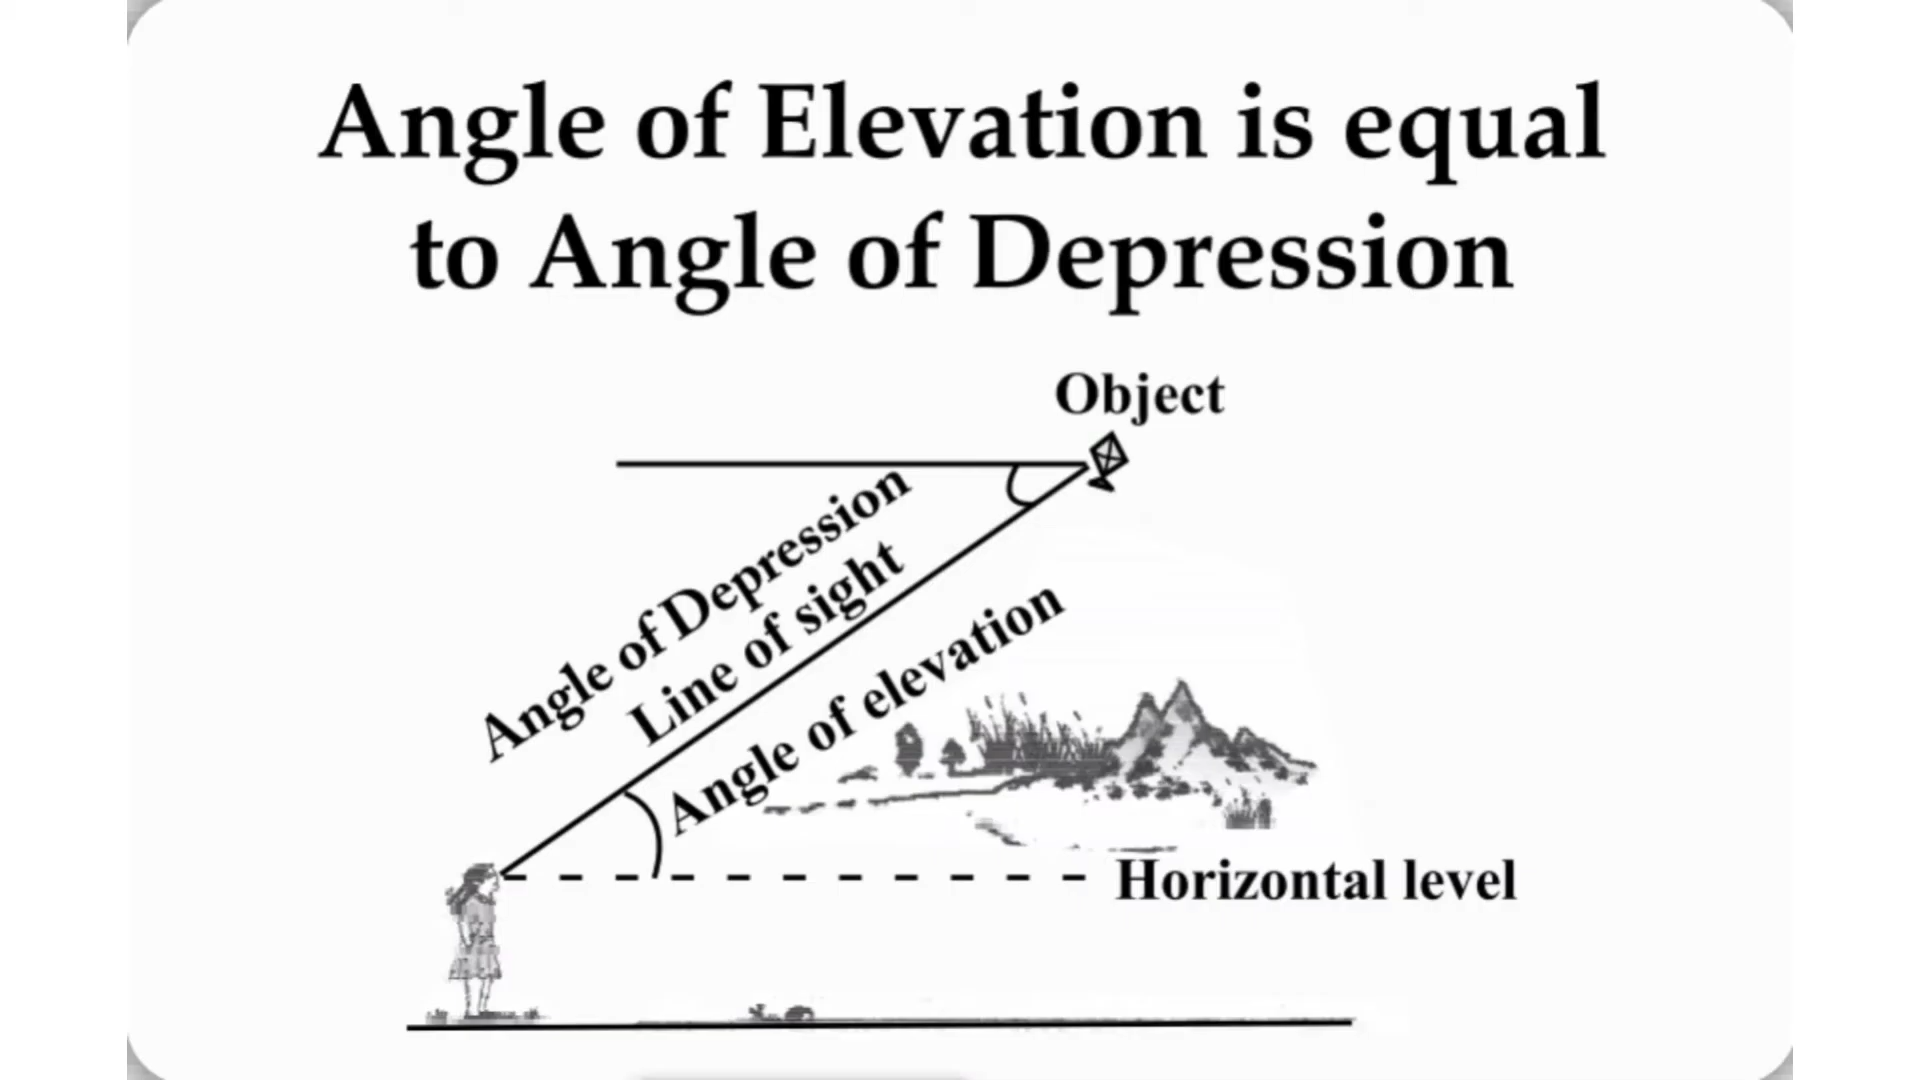 Angle of Elevation is equal
to Angle of Depression
Object
Angle of Depression
Line of sight
Angle of elevation
Horizontal level